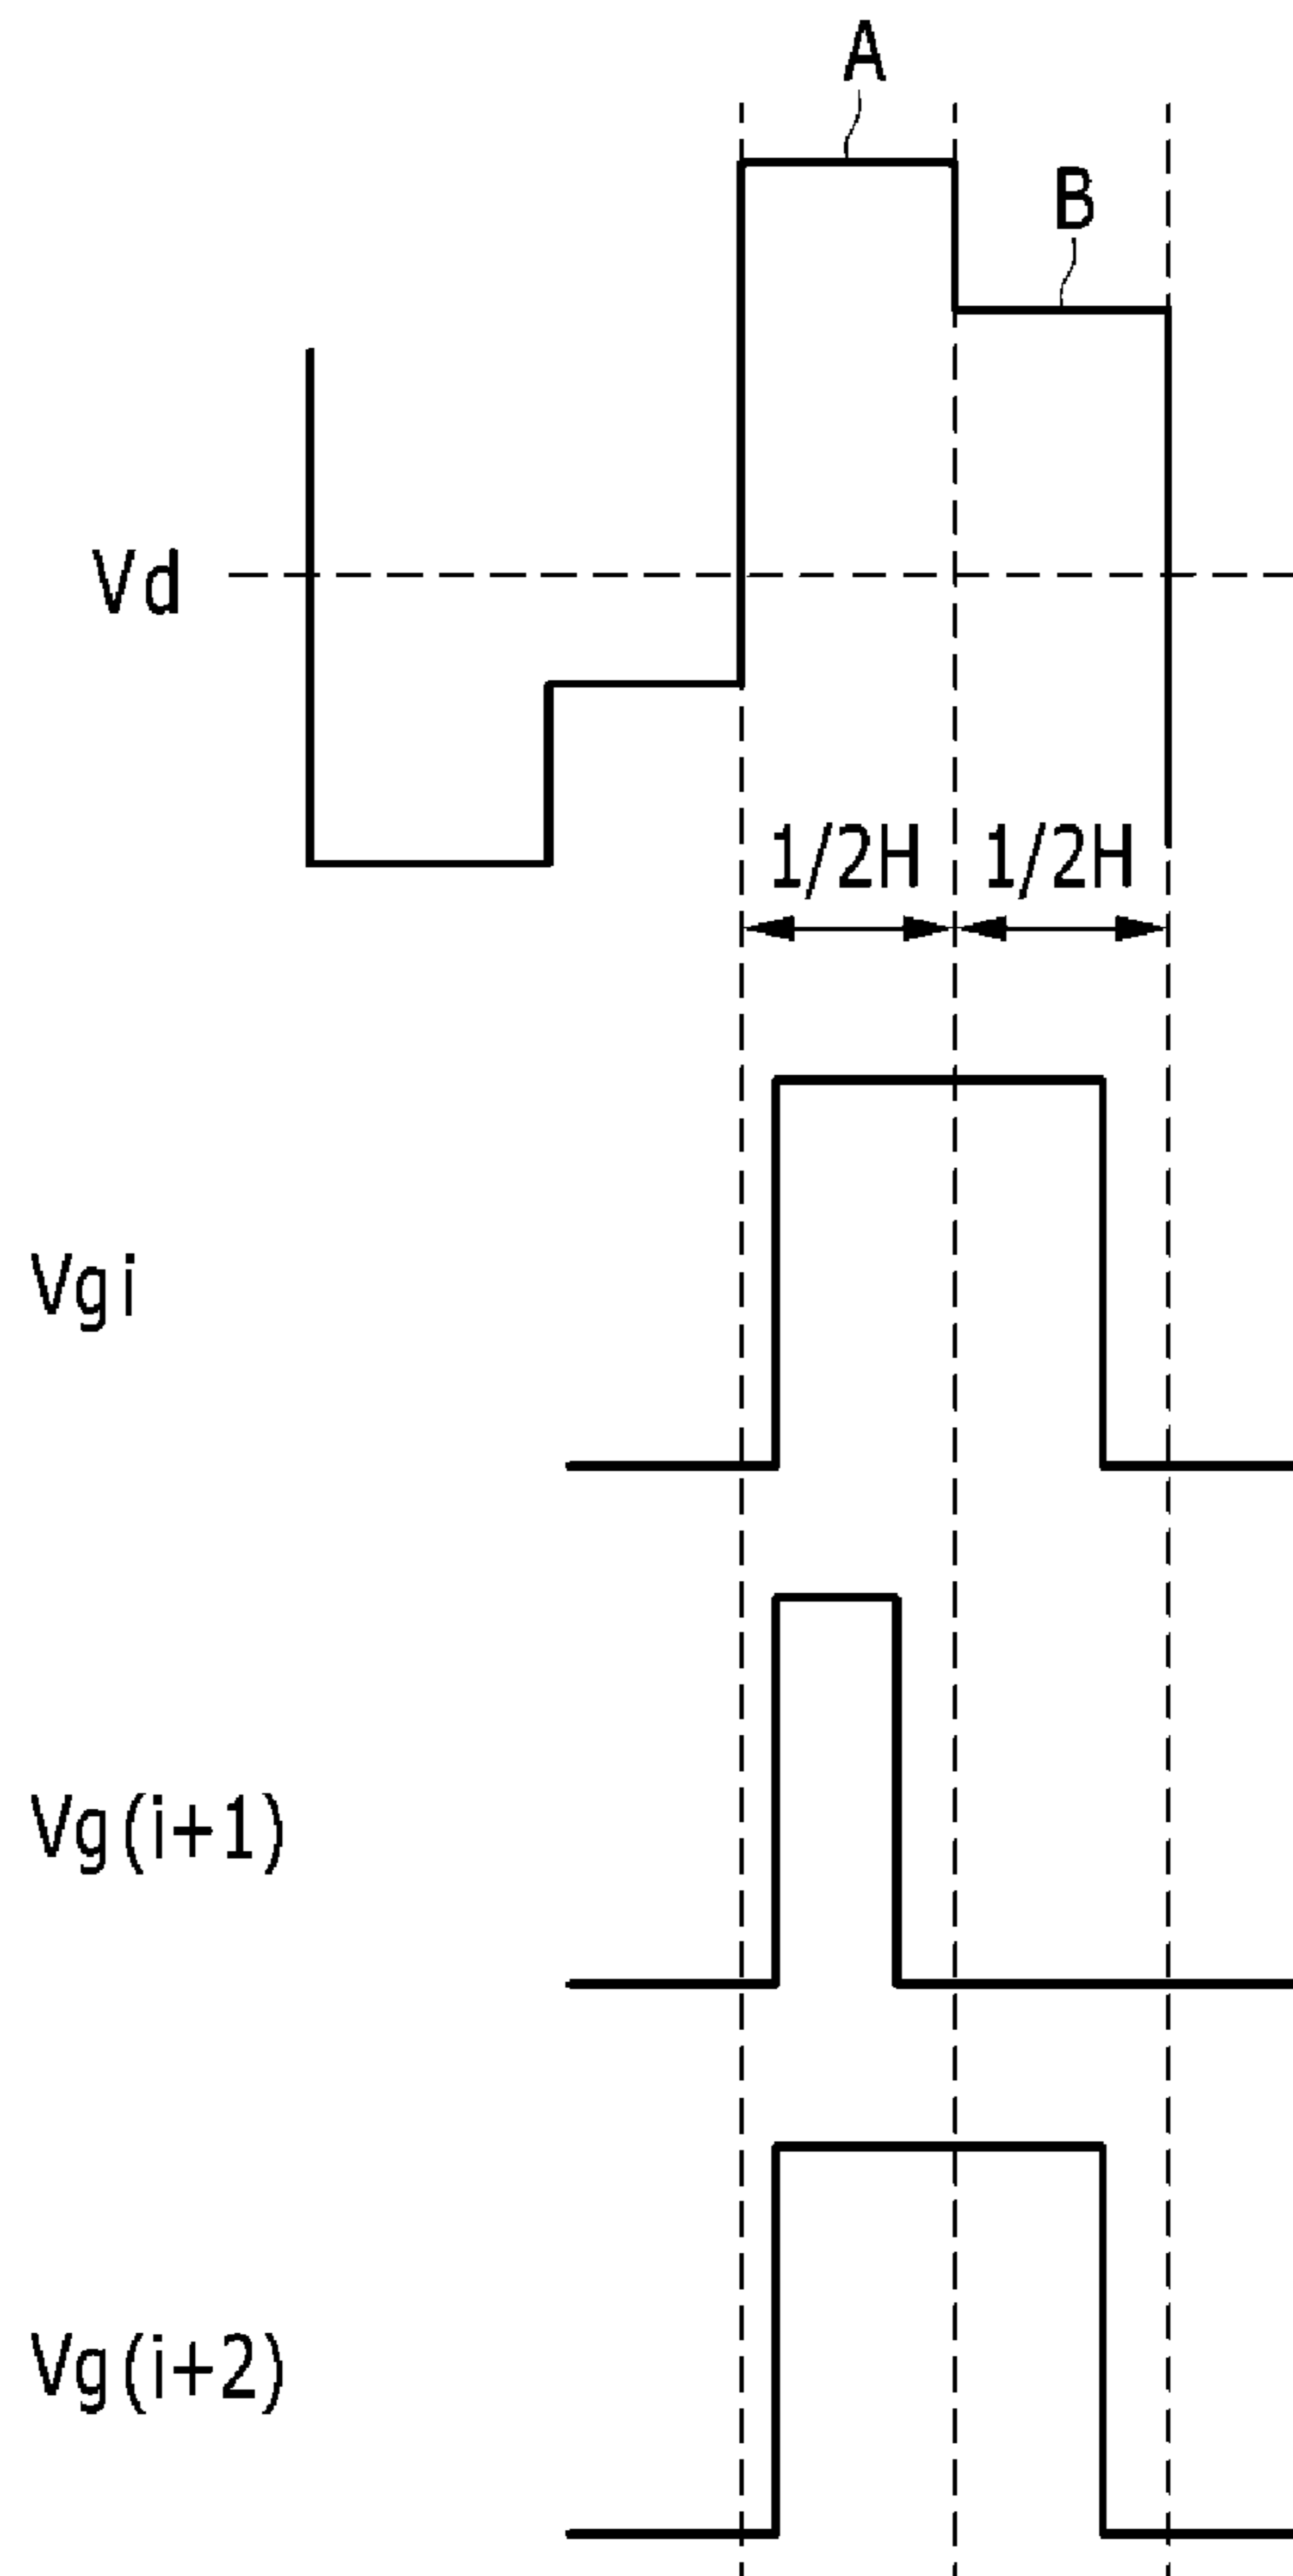 A
B
Vd
1/2H 1/2H
Vgi
Vg(i+1)
Vg(i+2)